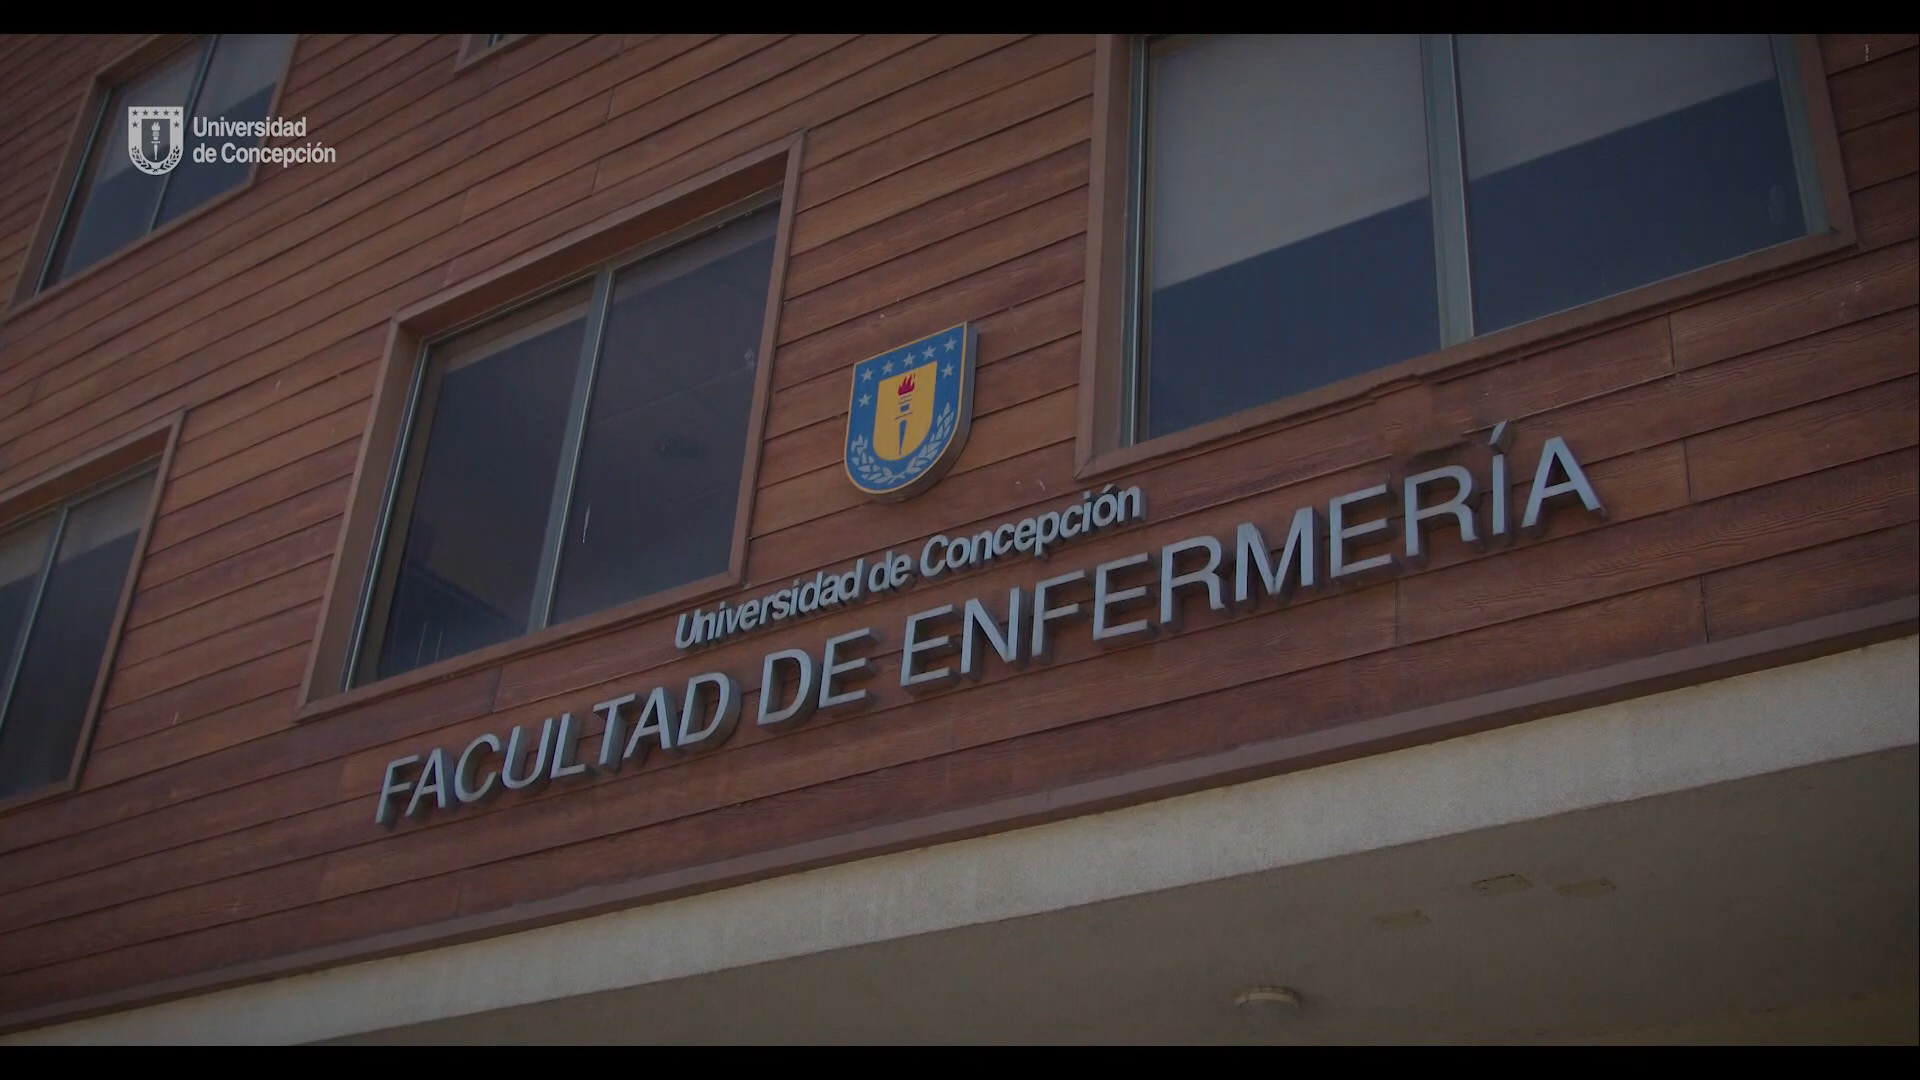 Universidad
de Concepción
Universidad de Concepción
FACULTAD DE ENFERMERÍA